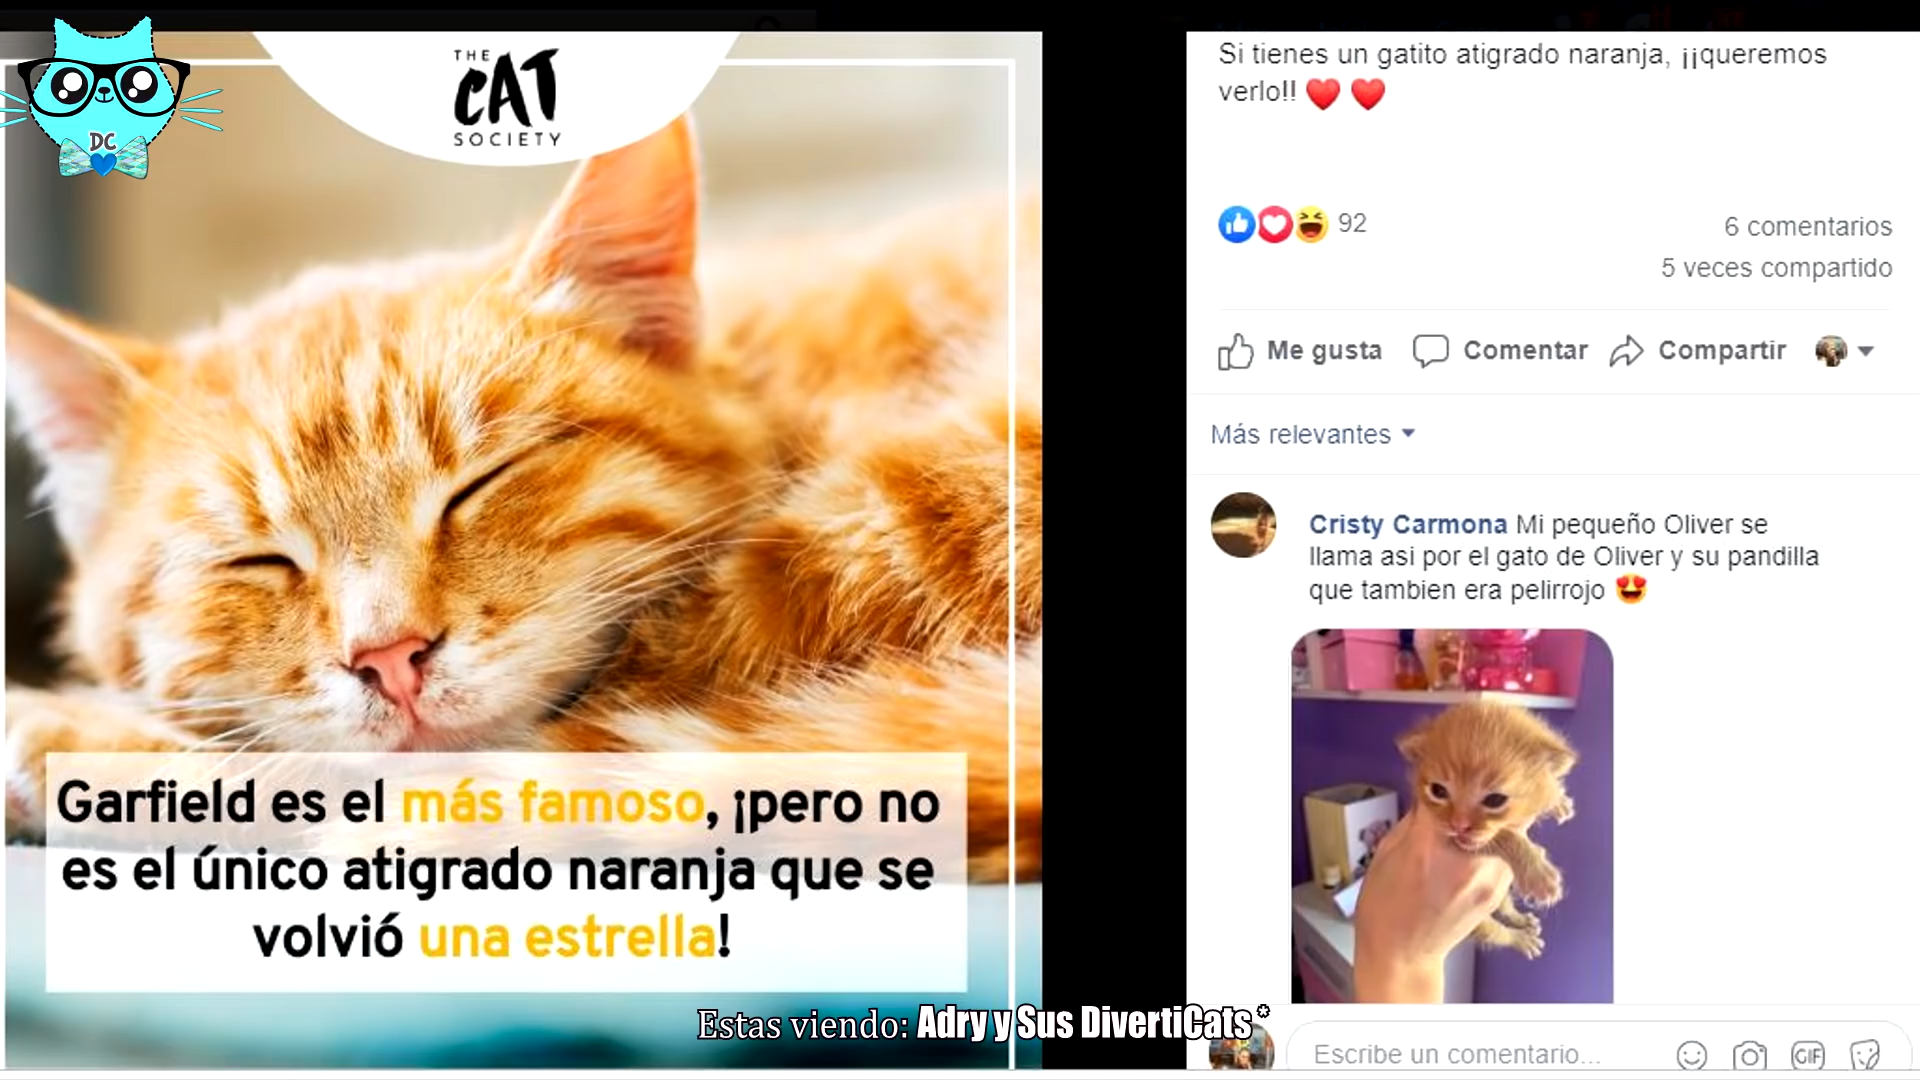 THE
CAT
SOCIETY
DC
Garfield es el más famoso, ¡pero no
es el único atigrado naranja que se
volvió una estrella!
Si tienes un gatito atigrado naranja, ¡¡queremos
verlo!!
92
6 comentarios
5 veces compartido
Me gusta
Comentar
Compartir
Más relevantes
Cristy Carmona Mi pequeño Oliver se
llama asi por el gato de Oliver y su pandilla
que tambien era pelirrojo
Escribe un comentario...
GIF
Estas viendo: Adry y Sus DivertiCats*